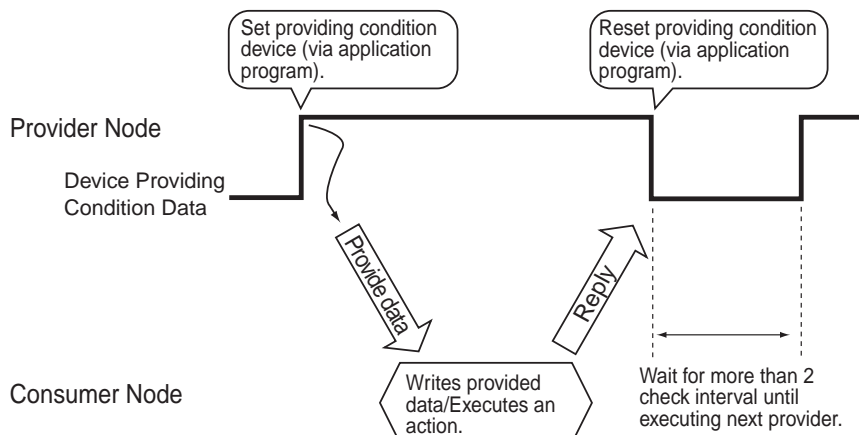 Set providing condition
device (via application
program).
Reset providing condition
device (via application
program).
Provider Node
Device Providing
Condition Data
Provide data
Reply
Consumer Node
Writes provided
data/Executes an
action.
Wait for more than 2
check interval until
executing next provider.